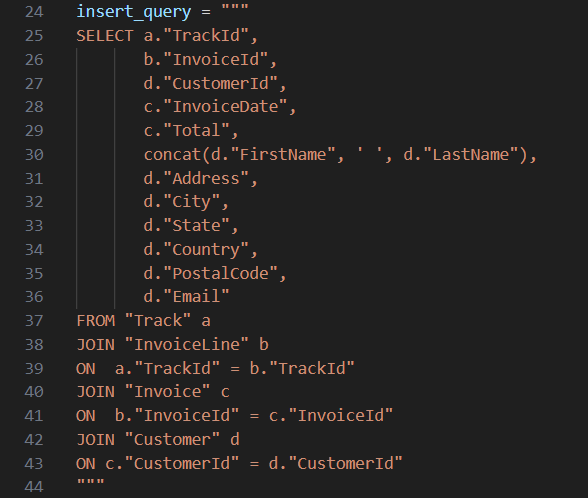 24 insert_query = """
25 SELECT a."TrackId",
26 b."InvoiceId",
27 d."CustomerId",
28 c."InvoiceDate",
29 c."Total",
30 concat(d."FirstName", ' ', d."LastName"),
31 d."Address",
32 d."City",
33 d."State",
34 d."Country",
35 d."PostalCode",
36 d."Email"
37 FROM "Track" a
38 JOIN "InvoiceLine" b
39 ON  a."TrackId" = b."TrackId"
40 JOIN "Invoice" c
41 ON  b."InvoiceId" = c."InvoiceId"
42 JOIN "Customer" d
43 ON c."CustomerId" = d."CustomerId"
44 """